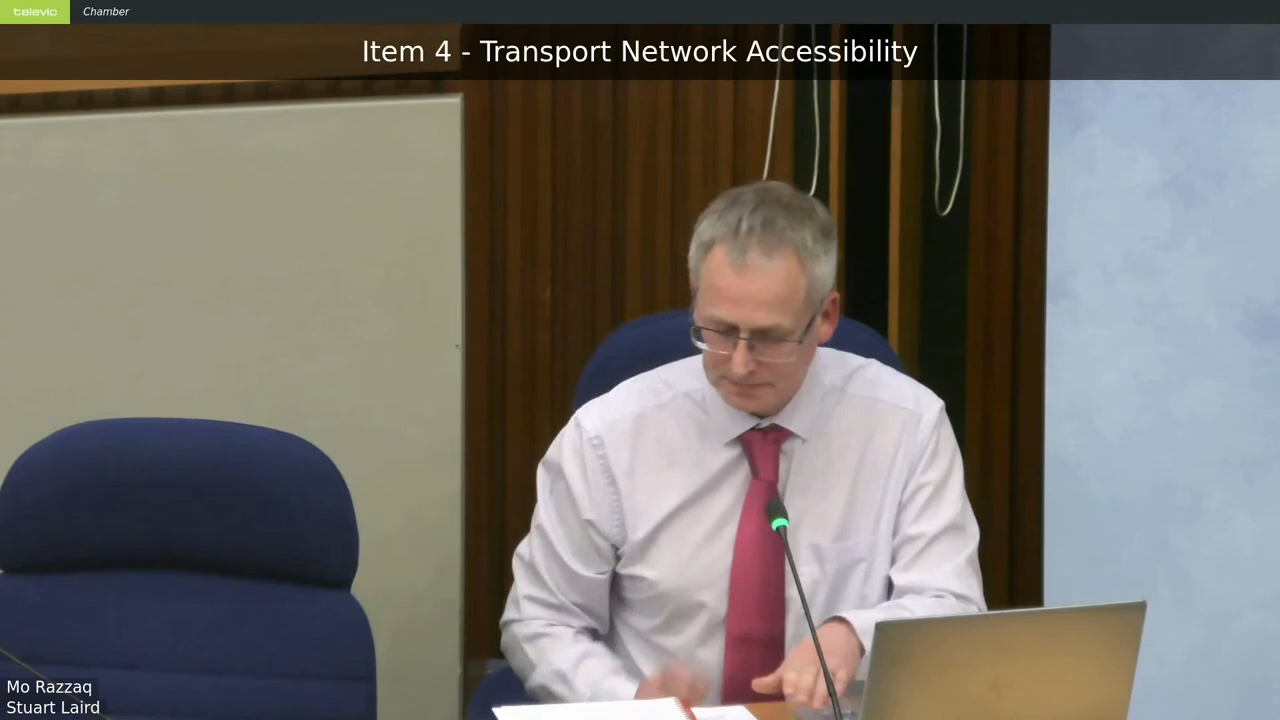 televic
Chamber
Item 4 - Transport Network Accessibility
Mo Razzaq
Stuart Laird